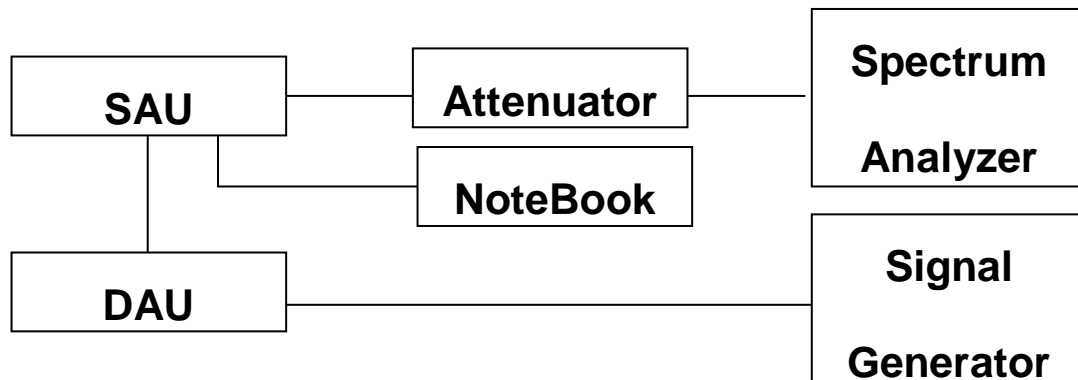 SAU
Attenuator
Spectrum
Analyzer
NoteBook
DAU
Signal
Generator